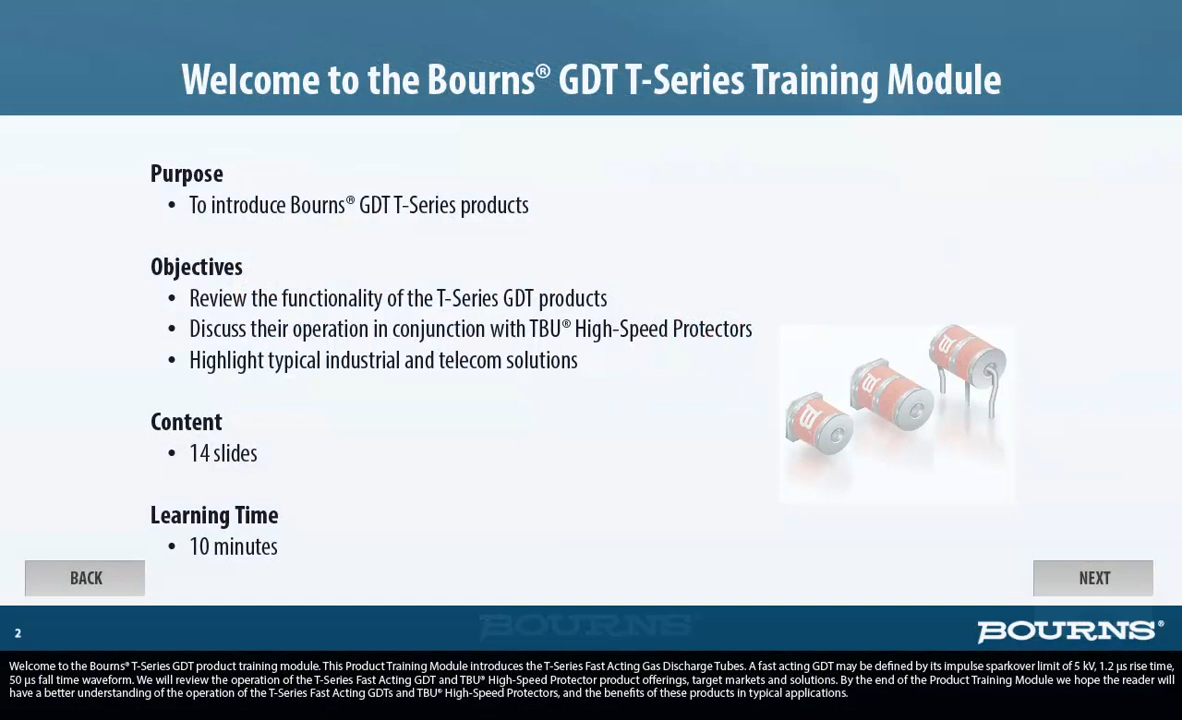 Welcome to the Bourns® GDT T-Series Training Module
Purpose
• To introduce Bourns® GDT T-Series products
Objectives
• Review the functionality of the T-Series GDT products
• Discuss their operation in conjunction with TBU® High-Speed Protectors
• Highlight typical industrial and telecom solutions
Content
• 14 slides
Learning Time
• 10 minutes
BACK
NEXT
2
BOURNS
BOURNS®
Welcome to the Bourns® T-Series GDT product training module. This Product Training Module introduces the T-Series Fast Acting Gas Discharge Tubes. A fast acting GDT may be defined by its impulse sparkover limit of 5 kV, 1.2 µs rise time,
50 µs fall time waveform. We will review the operation of the T-Series Fast Acting GDT and TBU® High-Speed Protector product offerings, target markets and solutions. By the end of the Product Training Module we hope the reader will
have a better understanding of the operation of the T-Series Fast Acting GDTs and TBU® High-Speed Protectors, and the benefits of these products in typical applications.